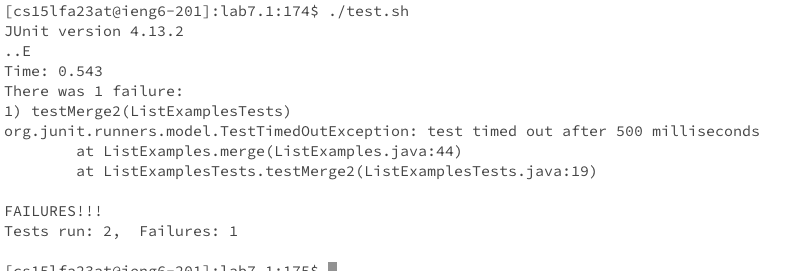 [cs15lfa23at@ieng6-201]:lab7.1:174$ ./test.sh
JUnit version 4.13.2
..E
Time: 0.543
There was 1 failure:
1) testMerge2(ListExamplesTests)
org.junit.runners.model.TestTimedOutException: test timed out after 500 milliseconds
        at ListExamples.merge(ListExamples.java:44)
        at ListExamplesTests.testMerge2(ListExamplesTests.java:19)

FAILURES!!!
Tests run: 2,  Failures: 1

[cs15lfa23at@ieng6-201]:lab7.1:175$